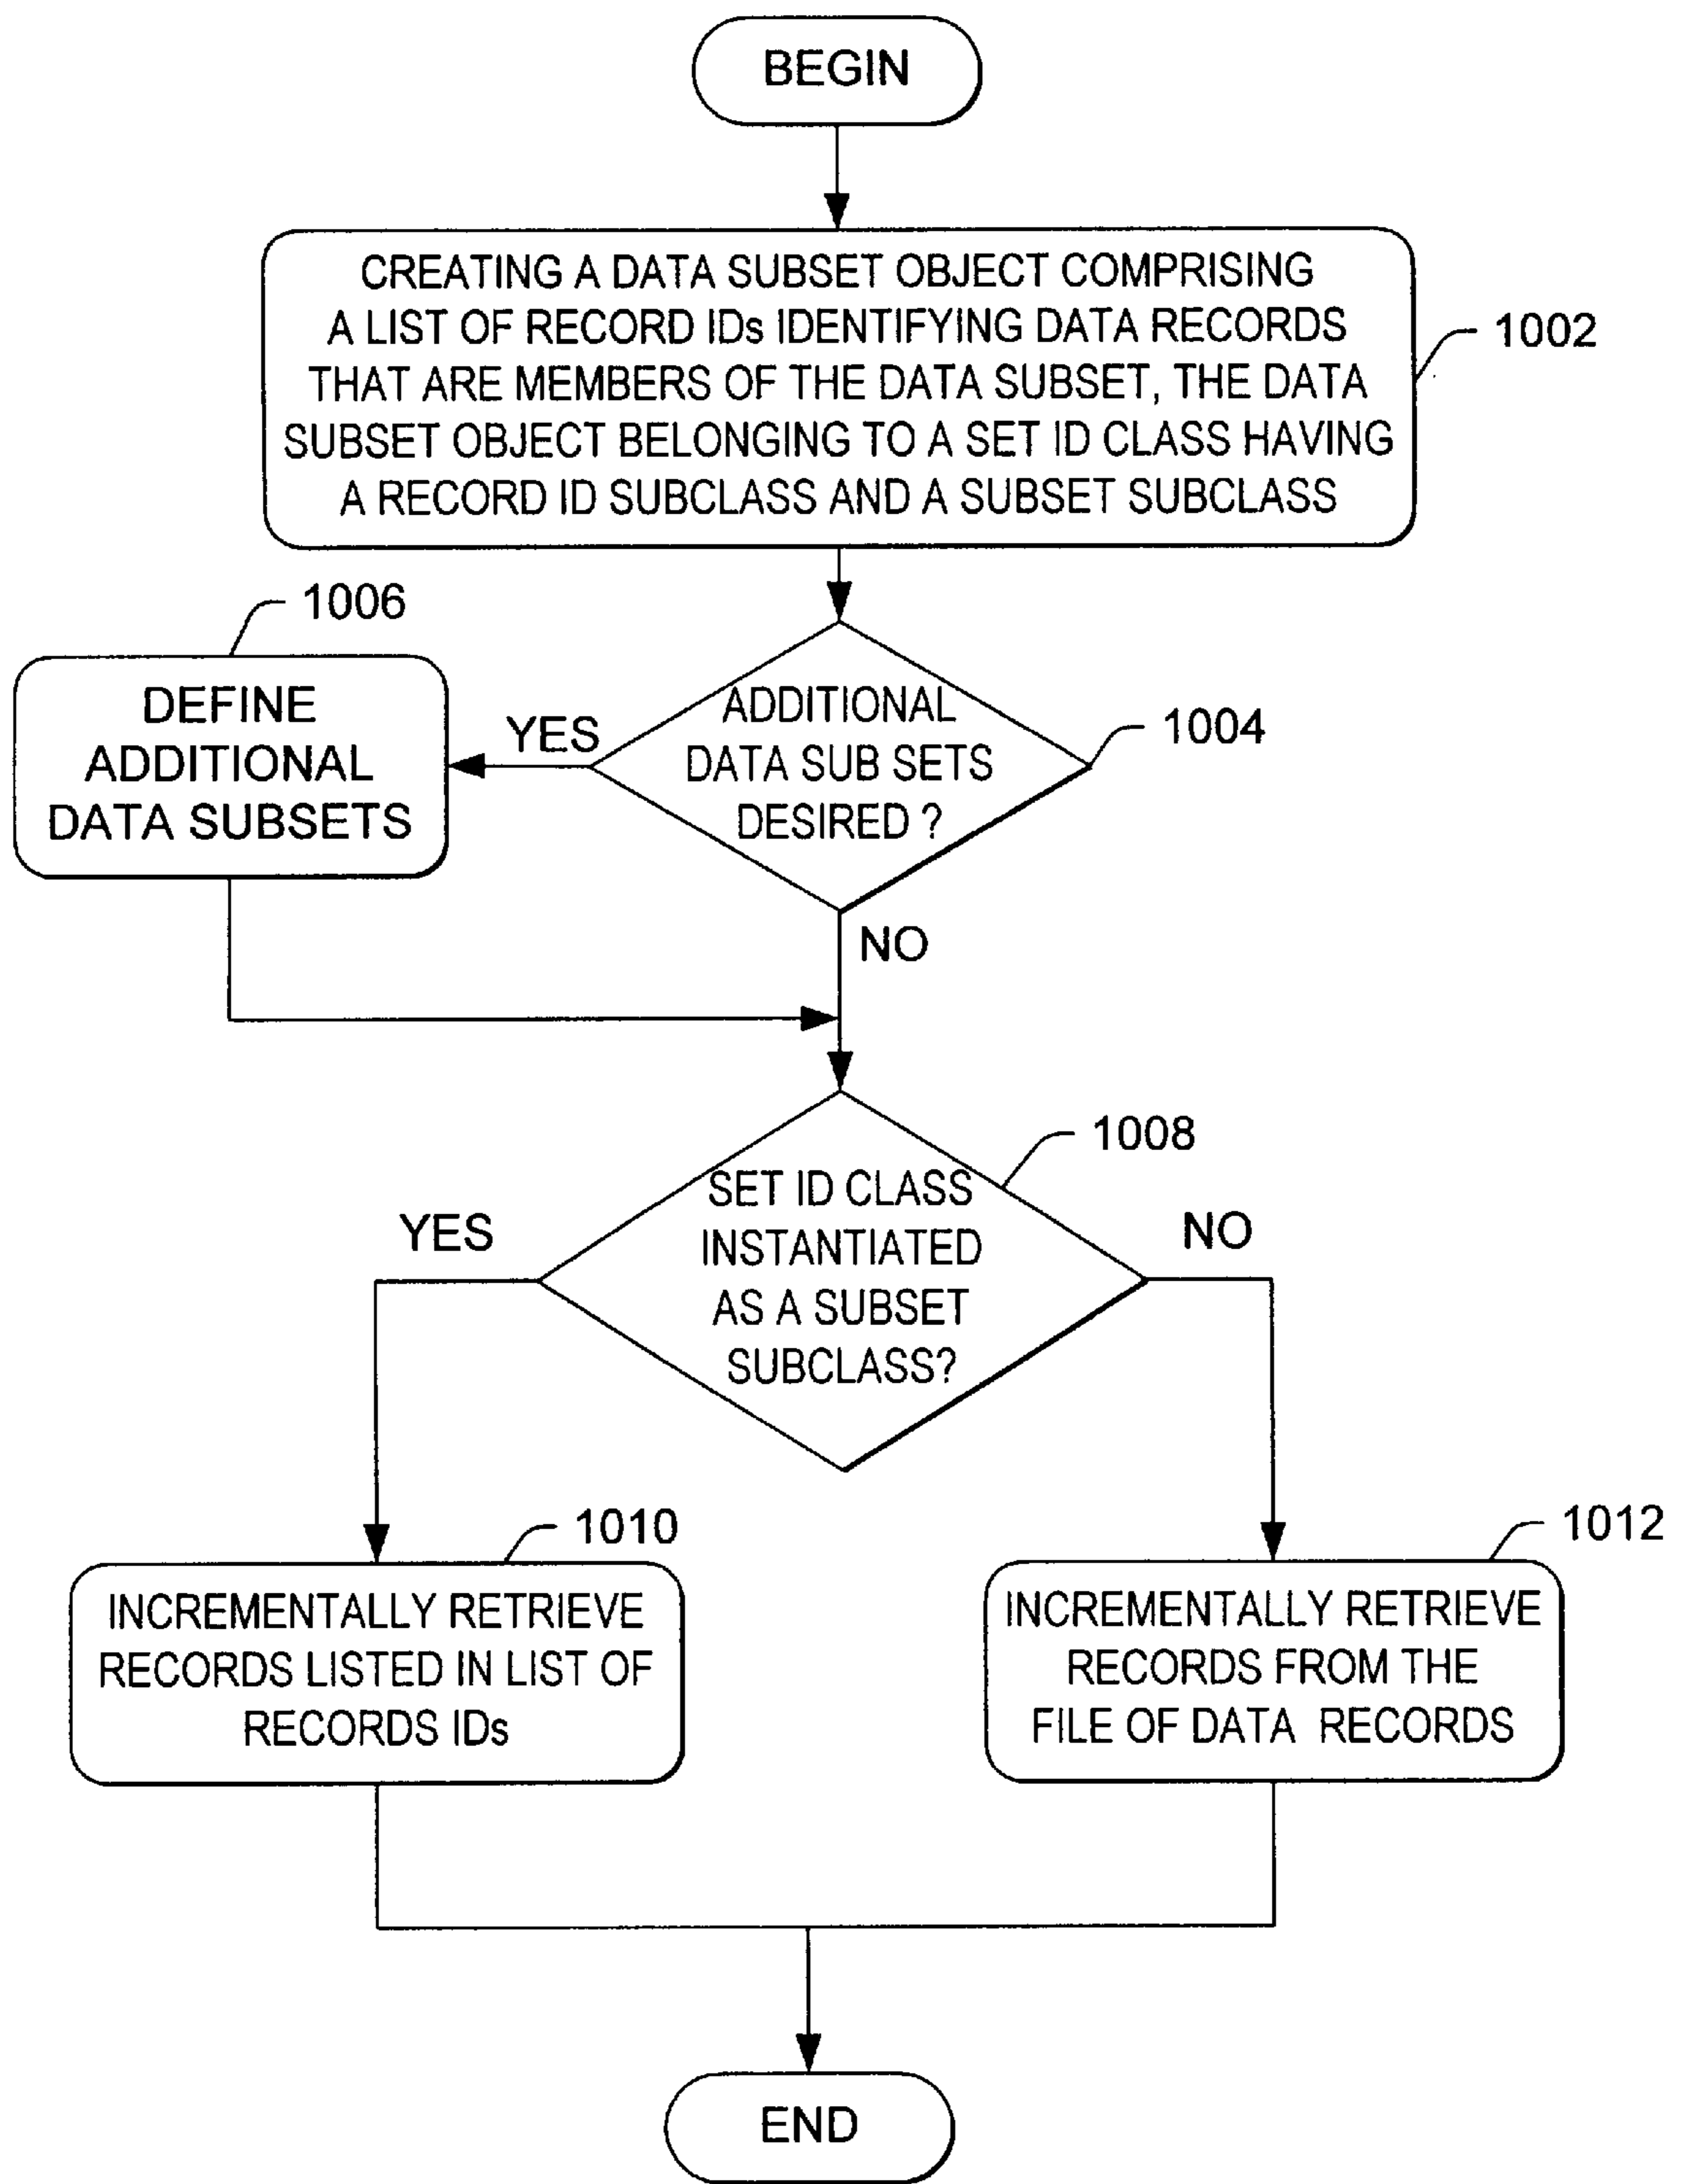 BEGIN
CREATING A DATA SUBSET OBJECT COMPRISING
A LIST OF RECORD IDs IDENTIFYING DATA RECORDS
THAT ARE MEMBERS OF THE DATA SUBSET, THE DATA
SUBSET OBJECT BELONGING TO A SET ID CLASS HAVING
A RECORD ID SUBCLASS AND A SUBSET SUBCLASS
1002
1006
DEFINE
ADDITIONAL
DATA SUBSETS
YES
ADDITIONAL
DATA SUB SETS
DESIRED ?
1004
NO
1008
SET ID CLASS
INSTANTIATED
AS A SUBSET
SUBCLASS?
YES
NO
1010
INCREMENTALLY RETRIEVE
RECORDS LISTED IN LIST OF
RECORDS IDs
1012
INCREMENTALLY RETRIEVE
RECORDS FROM THE
FILE OF DATA RECORDS
END